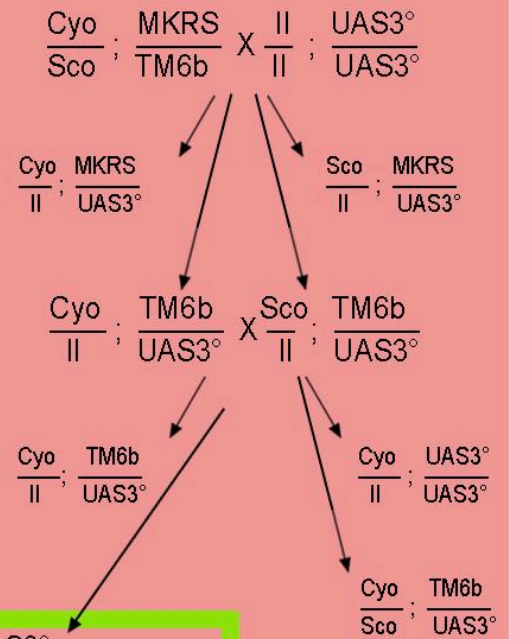 Cyo/Sco ; MKRS/TM6b X II/II ; UAS3°/UAS3°
Cyo/II ; MKRS/UAS3°
Sco/II ; MKRS/UAS3°
Cyo/II ; TM6b/UAS3° X Sco/II ; TM6b/UAS3°
Cyo/II ; TM6b/UAS3°
Cyo/II ; UAS3°/UAS3°
Cyo/Sco ; TM6b/UAS3°